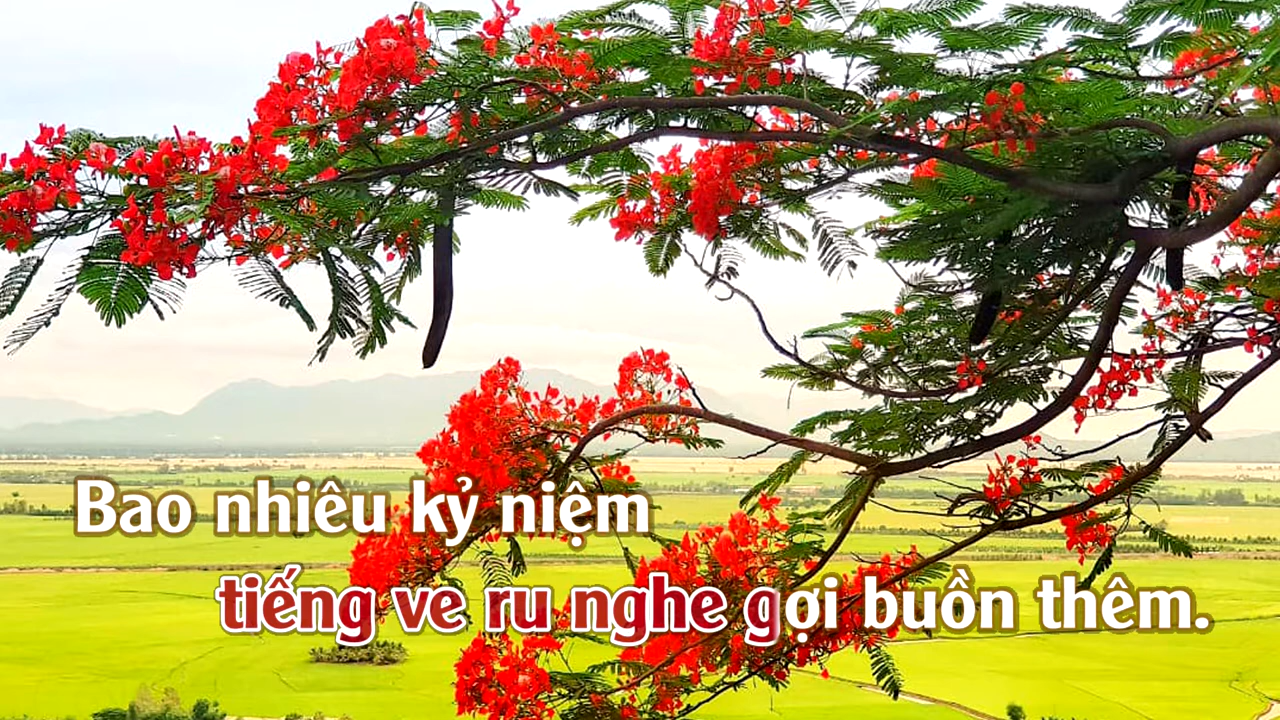 Bao nhiêu kỷ niệm
tiếng ve ru nghe gợi buồn thêm.